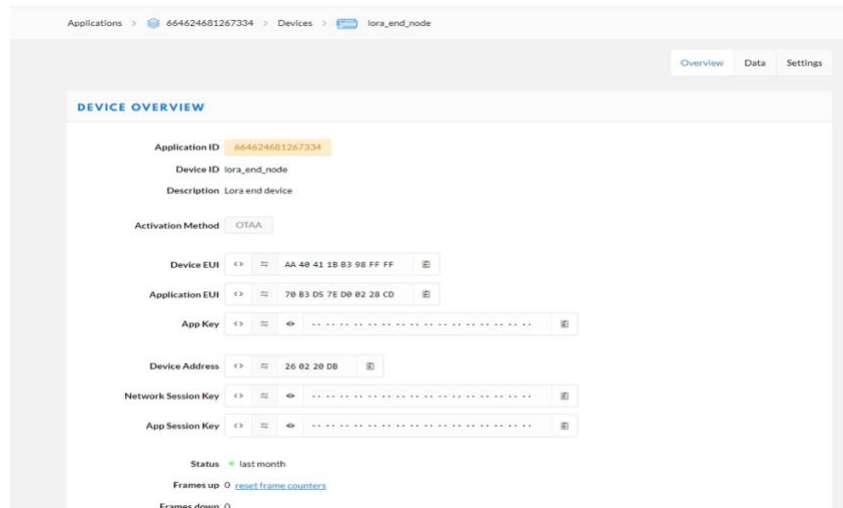 Applications > 664624681267334 > Devices > lora_end_node
Overview Data Settings
DEVICE OVERVIEW
Application ID 664624681267334
Device ID lora_end_node
Description Lora end device
Activation Method OTAA
Device EUI <> AA 40 41 1B B3 98 FF FF
Application EUI <> 70 B3 D5 7E D0 02 28 CD
App Key <>
Device Address <> 26 02 20 DB
Network Session Key <>
App Session Key <>
Status last month
Frames up 0 reset frame counters
Frames down 0